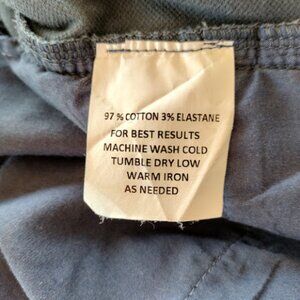 97 % COTTON 3% ELASTANE
FOR BEST RESULTS
MACHINE WASH COLD
TUMBLE DRY LOW
WARM IRON
AS NEEDED